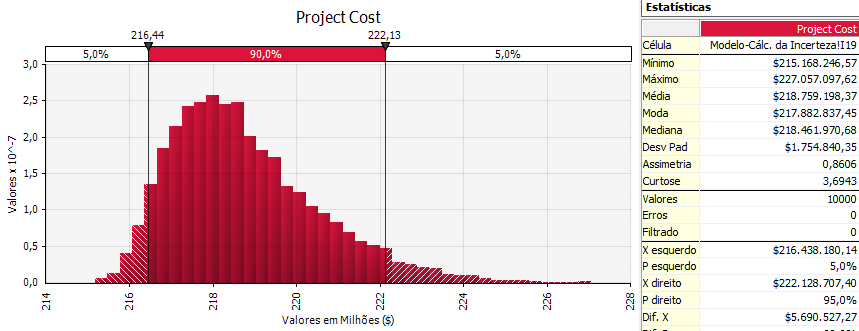 Project Cost
216,44 222,13
5,0% 90,0% 5,0%
3,0
2,5
2,0
1,5
1,0
0,5
0,0
Valores x 10^-7
214 216 218 220 222 224 226 228
Valores em Milhões ($)
Estatísticas
Project Cost
Célula Modelo-Cálc. da Incerteza!I19
Mínimo $215.168.246,57
Máximo $227.057.097,62
Média $218.759.198,37
Moda $217.882.837,45
Mediana $218.461.970,68
Desv Pad $1.754.840,35
Assimetria 0,8606
Curtose 3,6943
Valores 10000
Erros 0
Filtrado 0
X esquerdo $216.438.180,14
P esquerdo 5,0%
X direito $222.128.707,40
P direito 95,0%
Dif. X $5.690.527,27